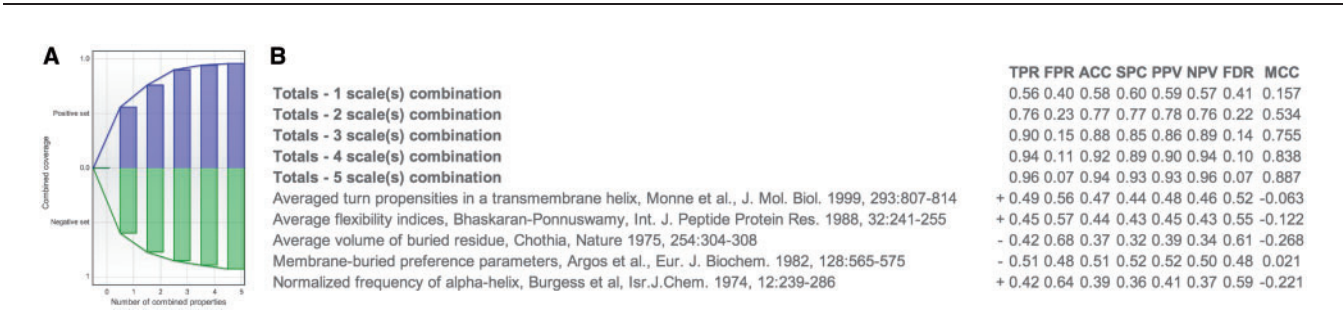 A
1.0
Positive set
0.0
Negative set
1
Combined coverage
0 1 2 3 4 5
Number of combined properties
B
TPR FPR ACC SPC PPV NPV FDR MCC
Totals - 1 scale(s) combination 0.56 0.40 0.58 0.60 0.59 0.57 0.41 0.157
Totals - 2 scale(s) combination 0.76 0.23 0.77 0.77 0.78 0.76 0.22 0.534
Totals - 3 scale(s) combination 0.90 0.15 0.88 0.85 0.86 0.89 0.14 0.755
Totals - 4 scale(s) combination 0.94 0.11 0.92 0.89 0.90 0.94 0.10 0.838
Totals - 5 scale(s) combination 0.96 0.07 0.94 0.93 0.93 0.96 0.07 0.887
Averaged turn propensities in a transmembrane helix, Monne et al., J. Mol. Biol. 1999, 293:807-814 + 0.49 0.56 0.47 0.44 0.48 0.46 0.52 -0.063
Average flexibility indices, Bhaskaran-Ponnuswamy, Int. J. Peptide Protein Res. 1988, 32:241-255 + 0.45 0.57 0.44 0.43 0.45 0.43 0.55 -0.122
Average volume of buried residue, Chothia, Nature 1975, 254:304-308 - 0.42 0.68 0.37 0.32 0.39 0.34 0.61 -0.268
Membrane-buried preference parameters, Argos et al., Eur. J. Biochem. 1982, 128:565-575 - 0.51 0.48 0.51 0.52 0.52 0.50 0.48 0.021
Normalized frequency of alpha-helix, Burgess et al, Isr.J.Chem. 1974, 12:239-286 + 0.42 0.64 0.39 0.36 0.41 0.37 0.59 -0.221